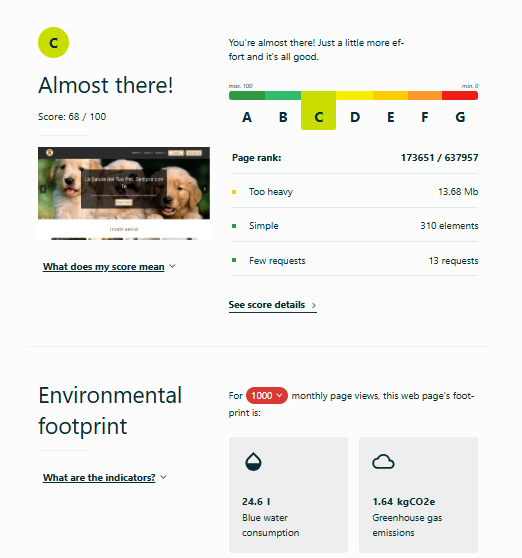 C
Almost there!
Score: 68 / 100
La Salute del Tuo Pet, Sempre con
Te
What does my score mean
You're almost there! Just a little more ef-
fort and it's all good.
max. 100
min. 0
A B C D E F G
Page rank: 173651 / 637957
Too heavy 13.68 Mb
Simple 310 elements
Few requests 13 requests
See score details
Environmental
footprint
What are the indicators?
For 1000 monthly page views, this web page's foot-
print is:
24.6 l
Blue water
consumption
1.64 kgCO2e
Greenhouse gas
emissions